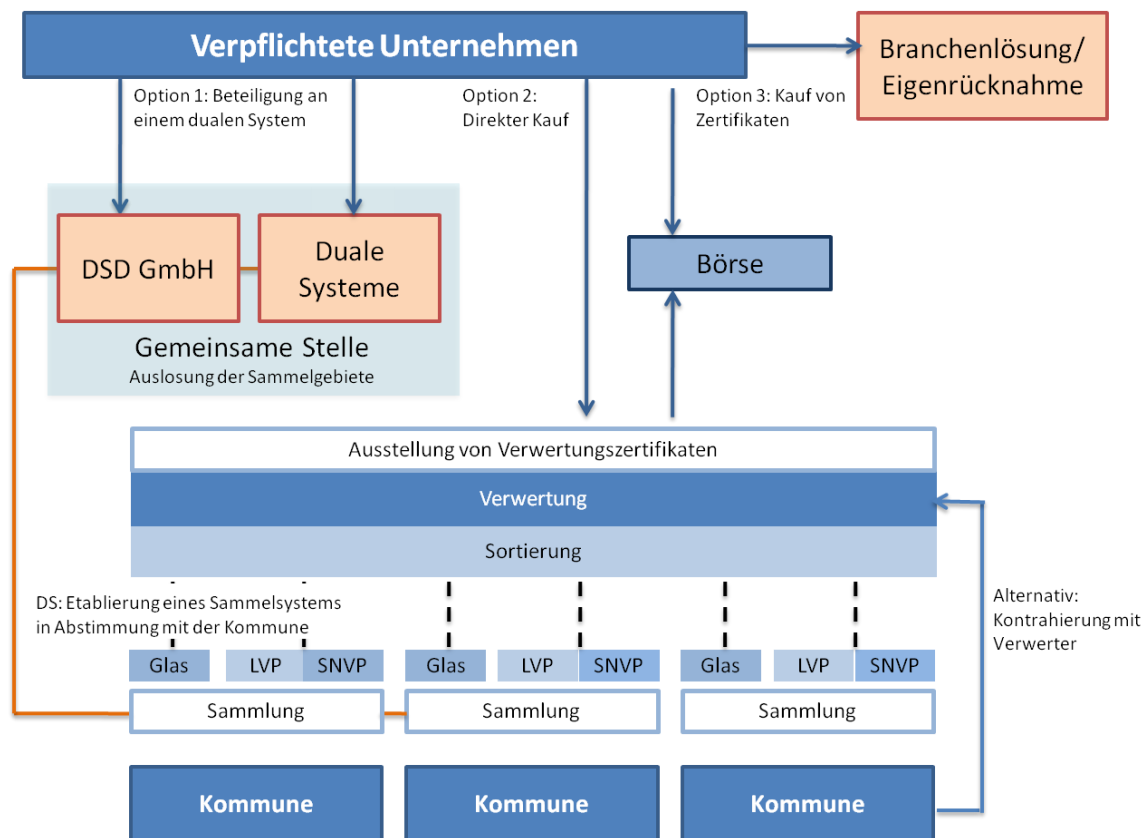 Verpflichtete Unternehmen
Branchenlösung/
Eigenrücknahme
Option 1: Beteiligung an
einem dualen System
Option 2:
Direkter Kauf
Option 3: Kauf von
Zertifikaten
DSD GmbH
Duale
Systeme
Börse
Gemeinsame Stelle
Auslosung der Sammelgebiete
Ausstellung von Verwertungszertifikaten
Verwertung
Sortierung
DS: Etablierung eines Sammelsystems
in Abstimmung mit der Kommune
Alternativ:
Kontrahierung mit
Verwerter
Glas LVP SNVP Glas LVP SNVP Glas LVP SNVP
Sammlung Sammlung Sammlung
Kommune Kommune Kommune